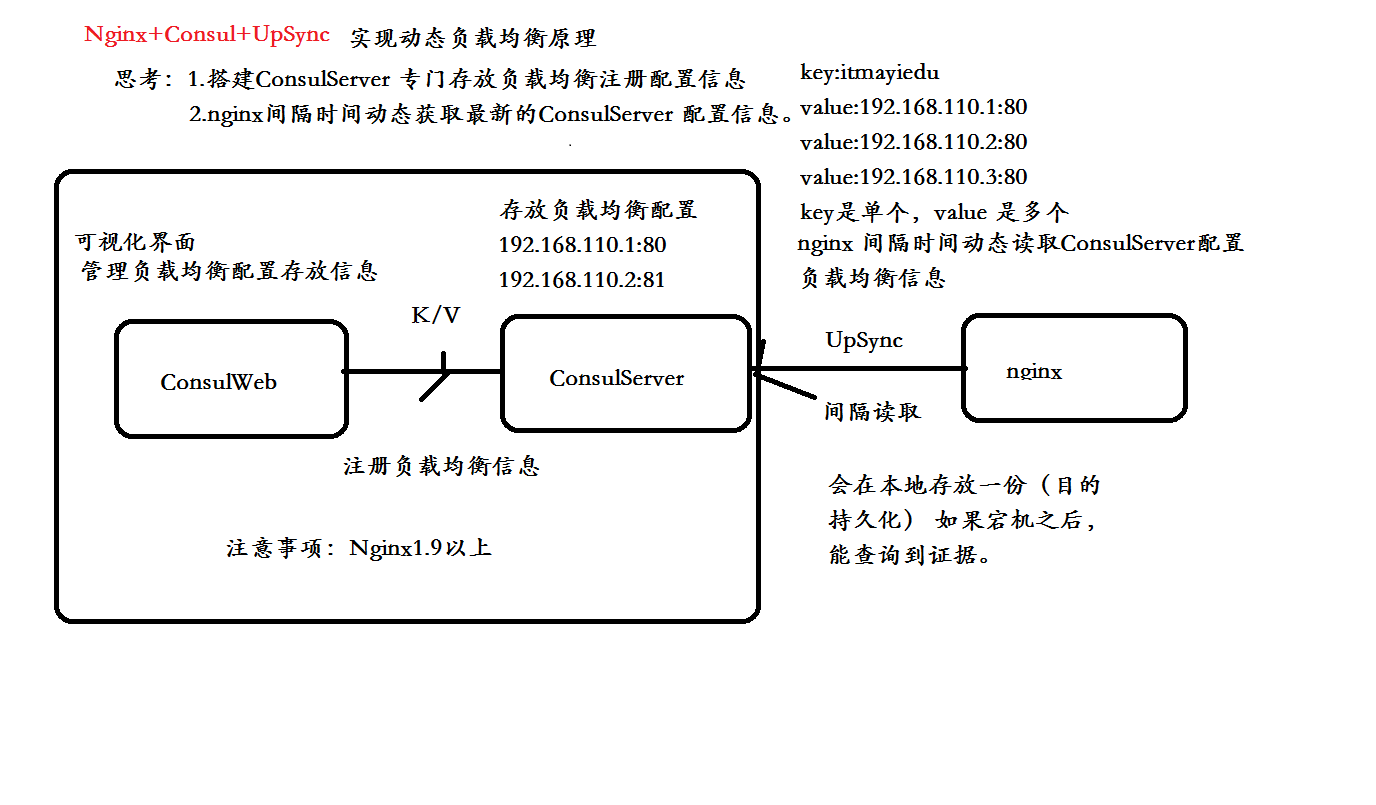 Nginx+Consul+UpSync 实现动态负载均衡原理
思考：1.搭建ConsulServer 专门存放负载均衡注册配置信息
2.nginx间隔时间动态获取最新的ConsulServer 配置信息。
key:itmayiedu
value:192.168.110.1:80
value:192.168.110.2:80
value:192.168.110.3:80
key是单个，value 是多个
nginx 间隔时间动态读取ConsulServer配置
负载均衡信息
可视化界面
管理负载均衡配置存放信息
存放负载均衡配置
192.168.110.1:80
192.168.110.2:81
K/V
ConsulWeb
ConsulServer
UpSync
nginx
间隔读取
注册负载均衡信息
注意事项：Nginx1.9以上
会在本地存放一份（目的
持久化） 如果宕机之后，
能查询到证据。